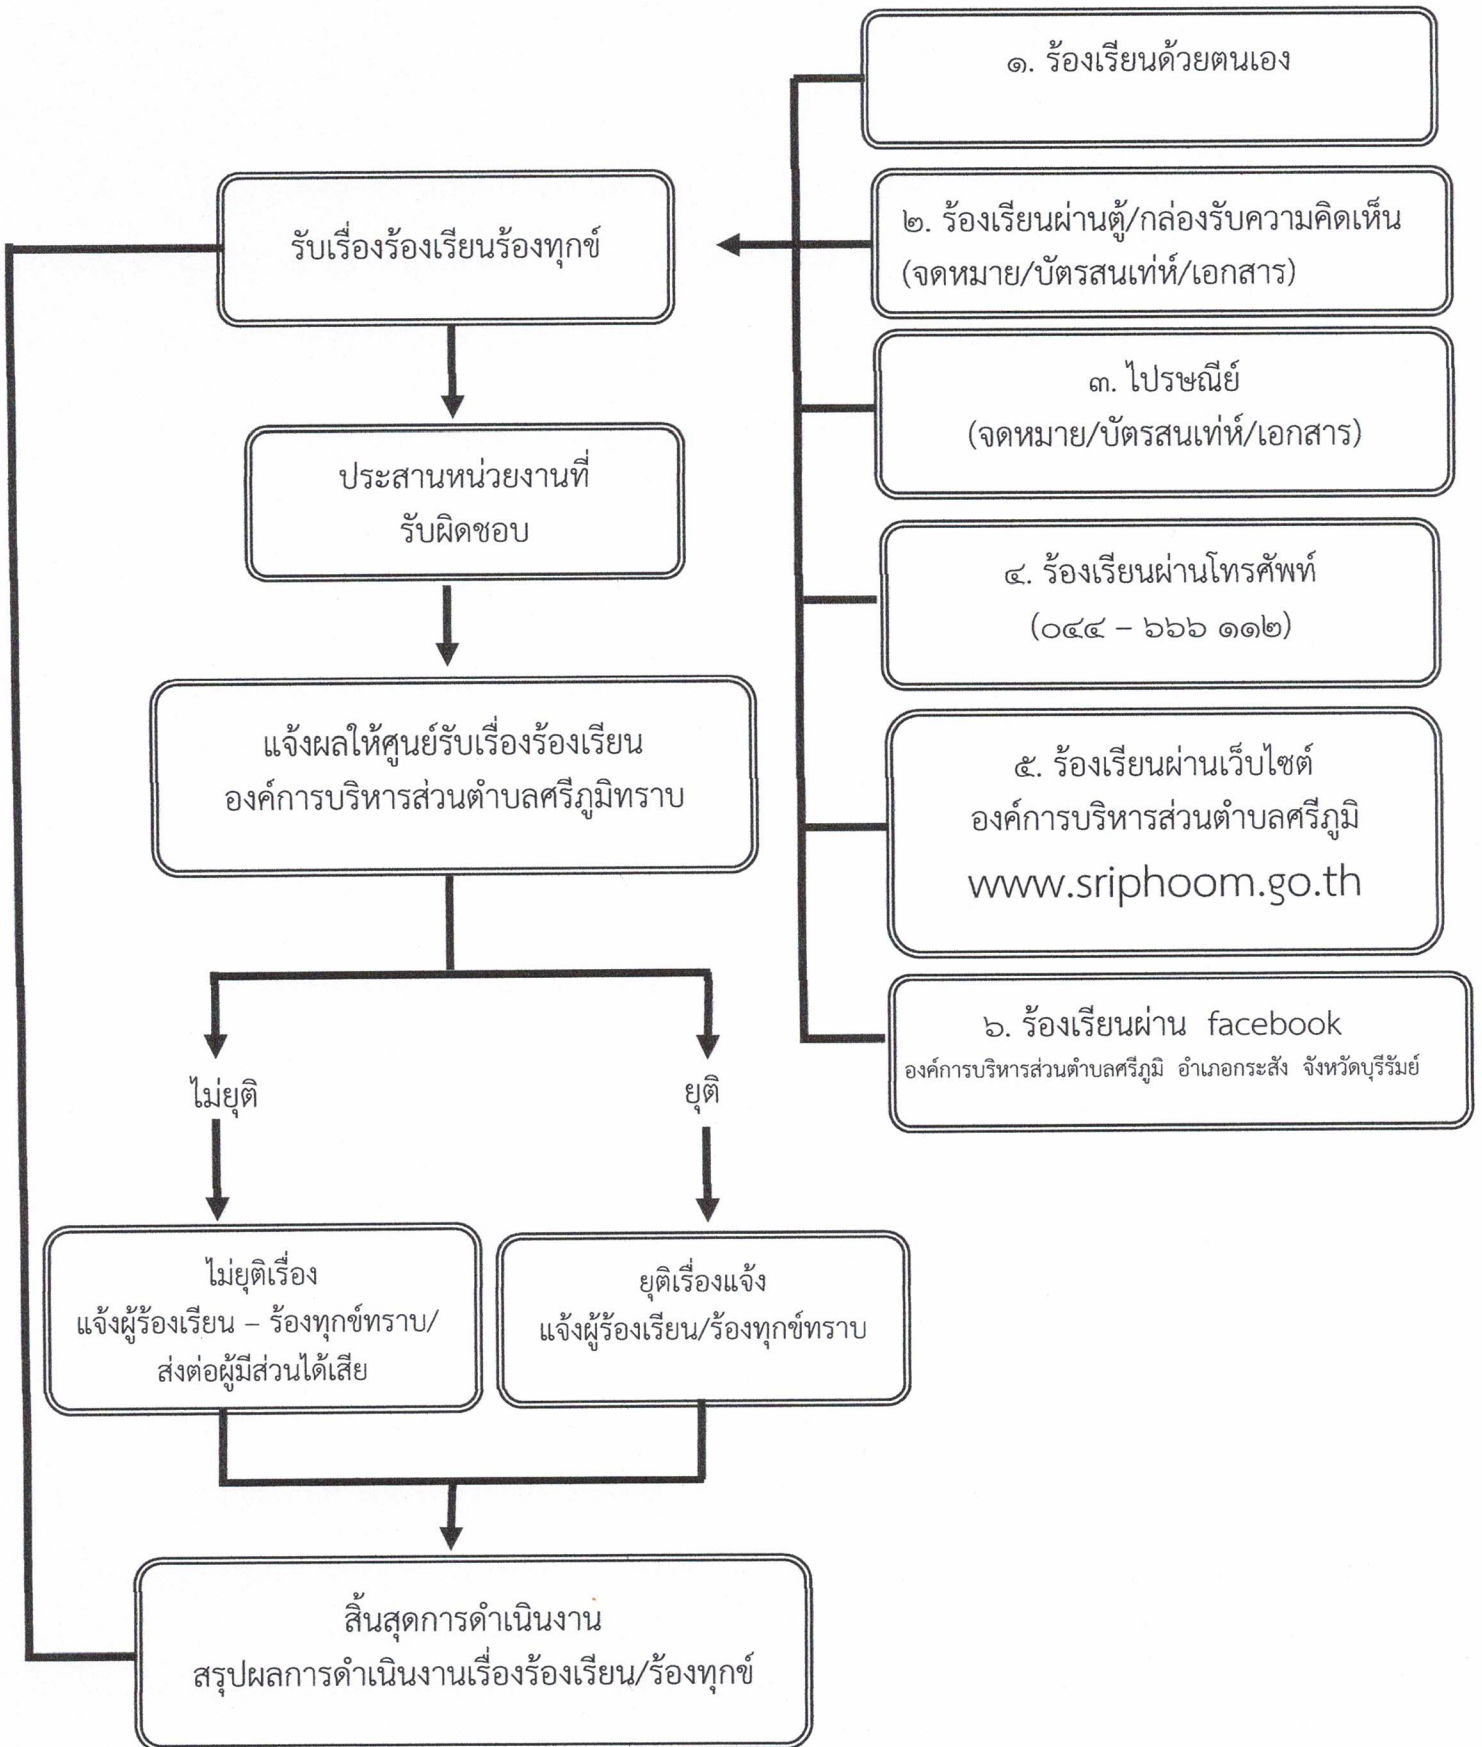 ๑. ร้องเรียนด้วยตนเอง
รับเรื่องร้องเรียนร้องทุกข์
๒. ร้องเรียนผ่านตู้/กล่องรับความคิดเห็น
(จดหมาย/บัตรสนเท่ห์/เอกสาร)
๓. ไปรษณีย์
(จดหมาย/บัตรสนเท่ห์/เอกสาร)
ประสานหน่วยงานที่
รับผิดชอบ
๔. ร้องเรียนผ่านโทรศัพท์
(๐๔๔ – ๖๖๖ ๑๑๒)
แจ้งผลให้ศูนย์รับเรื่องร้องเรียน
องค์การบริหารส่วนตำบลศรีภูมิทราบ
๕. ร้องเรียนผ่านเว็บไซต์
องค์การบริหารส่วนตำบลศรีภูมิ
www.sriphoom.go.th
๖. ร้องเรียนผ่าน facebook
องค์การบริหารส่วนตำบลศรีภูมิ อำเภอกระสัง จังหวัดบุรีรัมย์
ไม่ยุติ
ยุติ
ไม่ยุติเรื่อง
แจ้งผู้ร้องเรียน – ร้องทุกข์ทราบ/
ส่งต่อผู้มีส่วนได้เสีย
ยุติเรื่องแจ้ง
แจ้งผู้ร้องเรียน/ร้องทุกข์ทราบ
สิ้นสุดการดำเนินงาน
สรุปผลการดำเนินงานเรื่องร้องเรียน/ร้องทุกข์